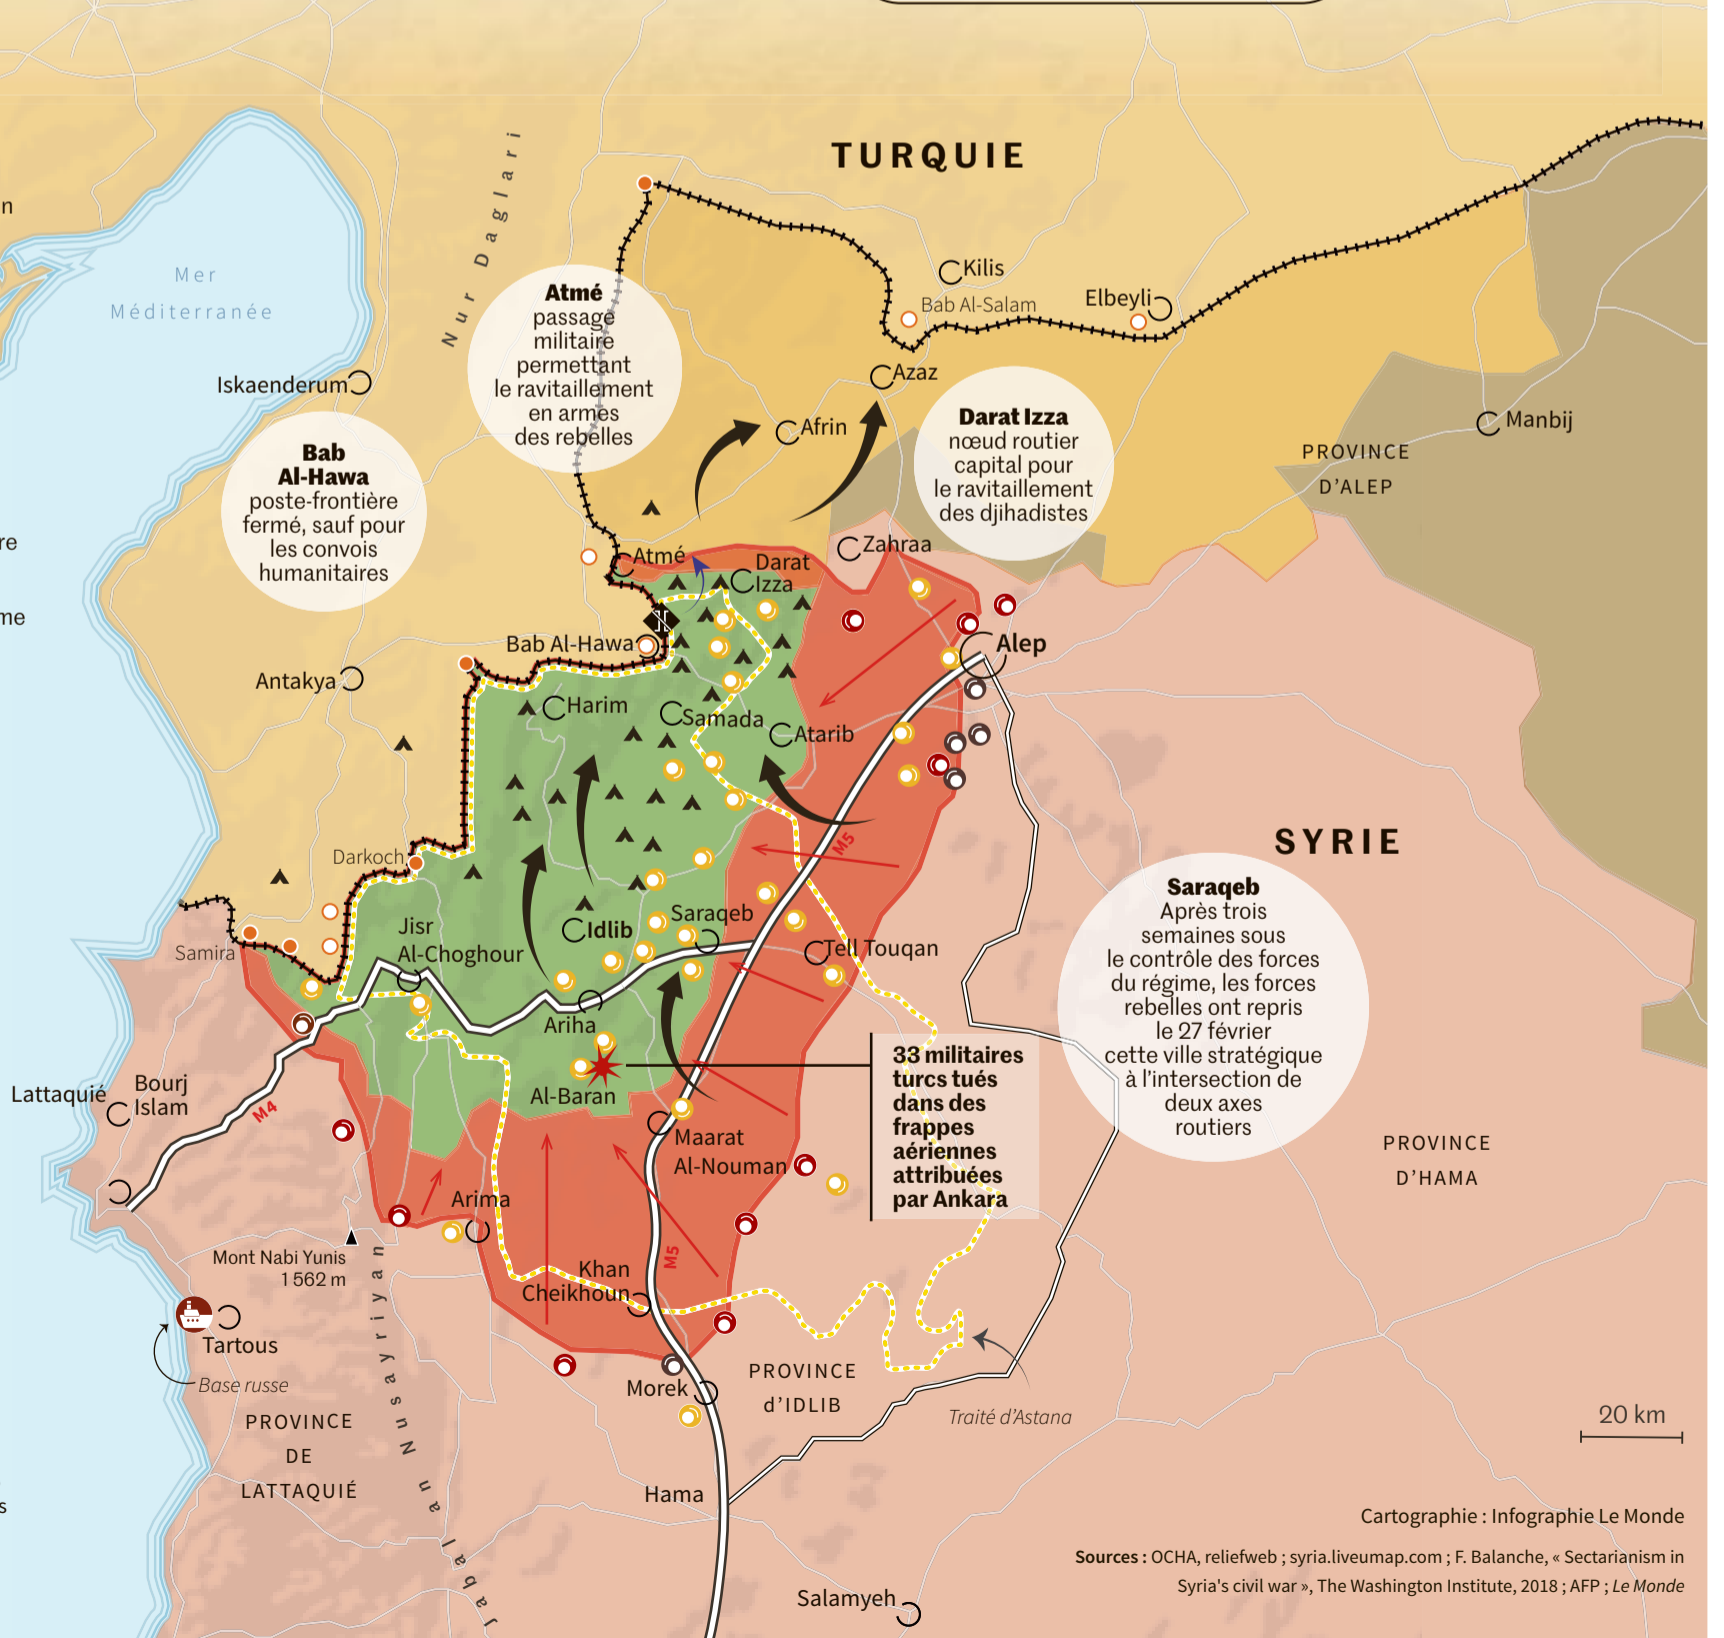 TURQUIE
n
Nur Daglari
Mer
Méditerranée
Kilis
Bab Al-Salam
Elbeyli
Atmé
passage
militaire
permettant
le ravitaillement
en armes
des rebelles
Iskaenderum
Azaz
Afrin
Darat Izza
nœud routier
capital pour
le ravitaillement
des djihadistes
Manbij
PROVINCE
D'ALEP
Bab
Al-Hawa
poste-frontière
fermé, sauf pour
les convois
humanitaires
re
me
Zahraa
Atmé
Darat
Izza
Bab Al-Hawa
Alep
Antakya
Harim
Samada
Atarib
M5
SYRIE
Darkoch
Saraqeb
Après trois
semaines sous
le contrôle des forces
du régime, les forces
rebelles ont repris
le 27 février
cette ville stratégique
à l'intersection de
deux axes
routiers
Jisr
Al-Choghour
Idlib
Saraqeb
Tell Touqan
Samira
Ariha
33 militaires
turcs tués
dans des
frappes
aériennes
attribuées
par Ankara
Al-Baran
Lattaquié
Bourj
Islam
M4
Maarat
Al-Nouman
PROVINCE
D'HAMA
Arima
Mont Nabi Yunis
1 562 m
M5
Khan
Cheikhoun
Tartous
Base russe
Jabal an Nusayriyan
PROVINCE
d'IDLIB
Morek
Traité d'Astana
20 km
PROVINCE
DE
LATTAQUIÉ
s
Hama
Salamyeh
Cartographie : Infographie Le Monde
Sources : OCHA, reliefweb ; syria.liveumap.com ; F. Balanche, « Sectarianism in
Syria's civil war », The Washington Institute, 2018 ; AFP ; Le Monde